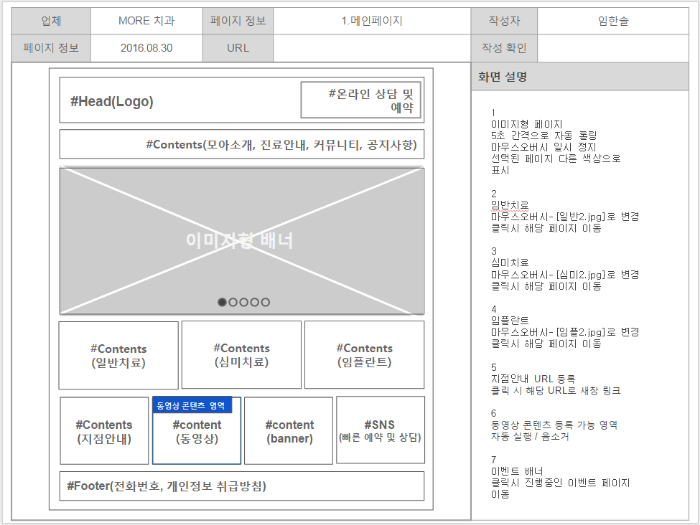 업체 MORE 치과 페이지 정보 1.메인페이지 작성자 임한솔
페이지 정보 2016.08.30 URL 작성 확인
#Head(Logo)
#온라인 상담 및
예약
#Contents(모아소개, 진료안내, 커뮤니티, 공지사항)
이미지형 배너
#Contents
(일반치료)
#Contents
(심미치료)
#Contents
(임플란트)
#Contents
(지점안내)
동영상 콘텐츠 영역
#content
(동영상)
#content
(banner)
#SNS
(빠른 예약 및 상담)
#Footer(전화번호, 개인정보 취급방침)
화면 설명
1
이미지형 페이지
5초 간격으로 자동 롤링
마우스오버시 일시 정지
선택된 페이지 다른 색상으로
표시
2
일반치료
마우스오버시-[일반2.jpg]로 변경
클릭시 해당 페이지 이동
3
심미치료
마우스오버시-[심미2.jpg]로 변경
클릭시 해당 페이지 이동
4
임플란트
마우스오버시-[임플2.jpg]로 변경
클릭시 해당 페이지 이동
5
지점안내 URL 등록
클릭 시 해당 URL로 새창 링크
6
동영상 콘텐츠 등록 가능 영역
자동 실행 / 음소거
7
이벤트 배너
클릭시 진행중인 이벤트 페이지
이동